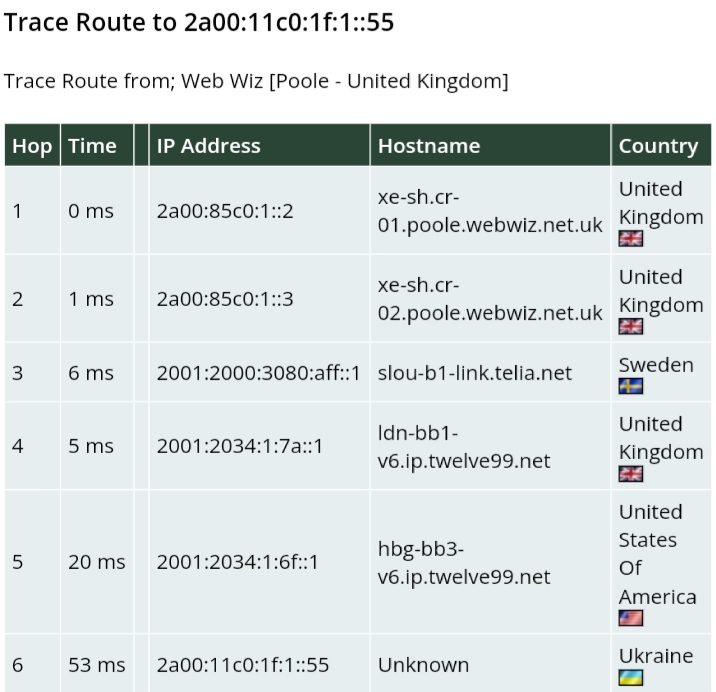 Trace Route to 2a00:11c0:1f:1::55
Trace Route from; Web Wiz [Poole - United Kingdom]
Hop Time IP Address Hostname Country
1 0 ms 2a00:85c0:1::2 xe-sh.cr-
01.poole.webwiz.net.uk United
Kingdom
2 1 ms 2a00:85c0:1::3 xe-sh.cr-
02.poole.webwiz.net.uk United
Kingdom
3 6 ms 2001:2000:3080:aff::1 slou-b1-link.telia.net Sweden
4 5 ms 2001:2034:1:7a::1 ldn-bb1-
v6.ip.twelve99.net United
Kingdom
5 20 ms 2001:2034:1:6f::1 hbg-bb3-
v6.ip.twelve99.net United
States
Of
America
6 53 ms 2a00:11c0:1f:1::55 Unknown Ukraine